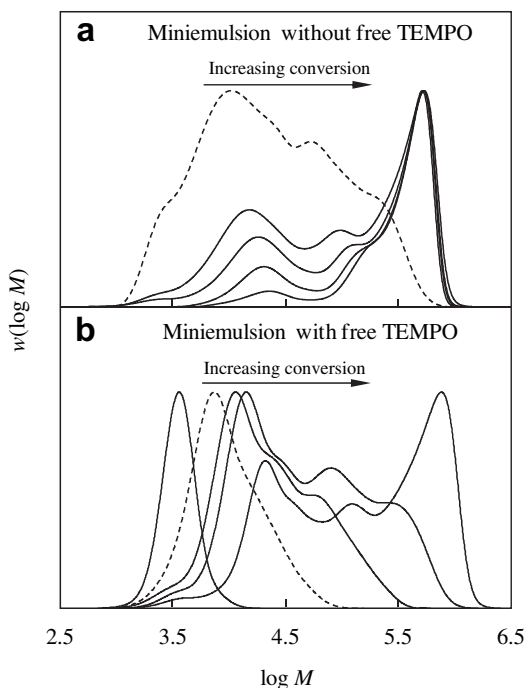 a Miniemulsion without free TEMPO
Increasing conversion
w(log M)
b Miniemulsion with free TEMPO
Increasing conversion
2.5 3.5 4.5 5.5 6.5
log M